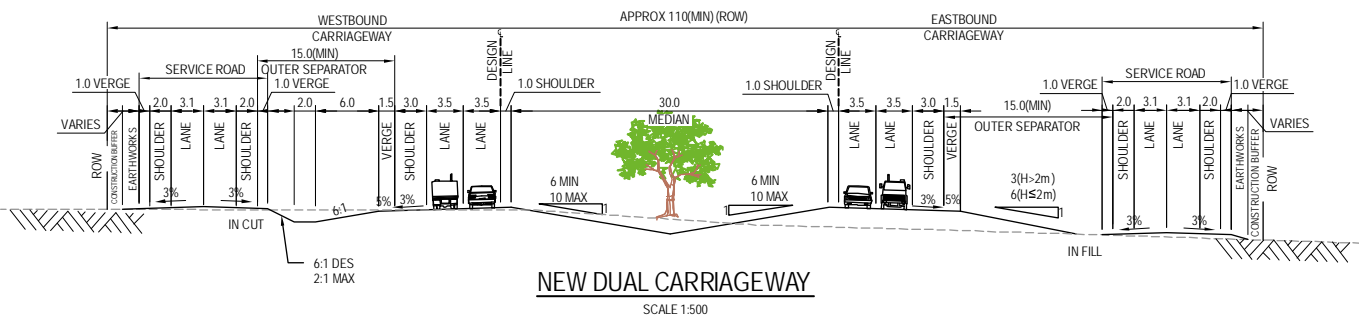 WESTBOUND
CARRIAGEWAY
APPROX 110(MIN) (ROW)
EASTBOUND
CARRIAGEWAY
℄
DESIGN
LINE
℄
DESIGN
LINE
15.0(MIN)
OUTER SEPARATOR
SERVICE ROAD
1.0 VERGE
1.0 VERGE
1.0 SHOULDER
1.0 SHOULDER
SERVICE ROAD
1.0 VERGE
1.0 VERGE
VARIES
2.0
3.1
3.1
2.0
2.0
6.0
1.5
3.0
3.5
3.5
30.0
MEDIAN
3.5
3.5
3.0
1.5
15.0(MIN)
OUTER SEPARATOR
2.0
3.1
3.1
2.0
VARIES
ROW
CONSTRUCTION BUFFER
EARTHWORKS
SHOULDER
LANE
LANE
SHOULDER
VERGE
SHOULDER
LANE
LANE
LANE
LANE
SHOULDER
VERGE
SHOULDER
LANE
LANE
SHOULDER
EARTHWORKS
CONSTRUCTION BUFFER
ROW
3%
3%
6:1
5%
3%
6 MIN
10 MAX
1
6 MIN
10 MAX
1
3%
5%
3(H>2m)
6(H≤2m)
1
3%
3%
IN CUT
IN FILL
6:1 DES
2:1 MAX
NEW DUAL CARRIAGEWAY
SCALE 1:500